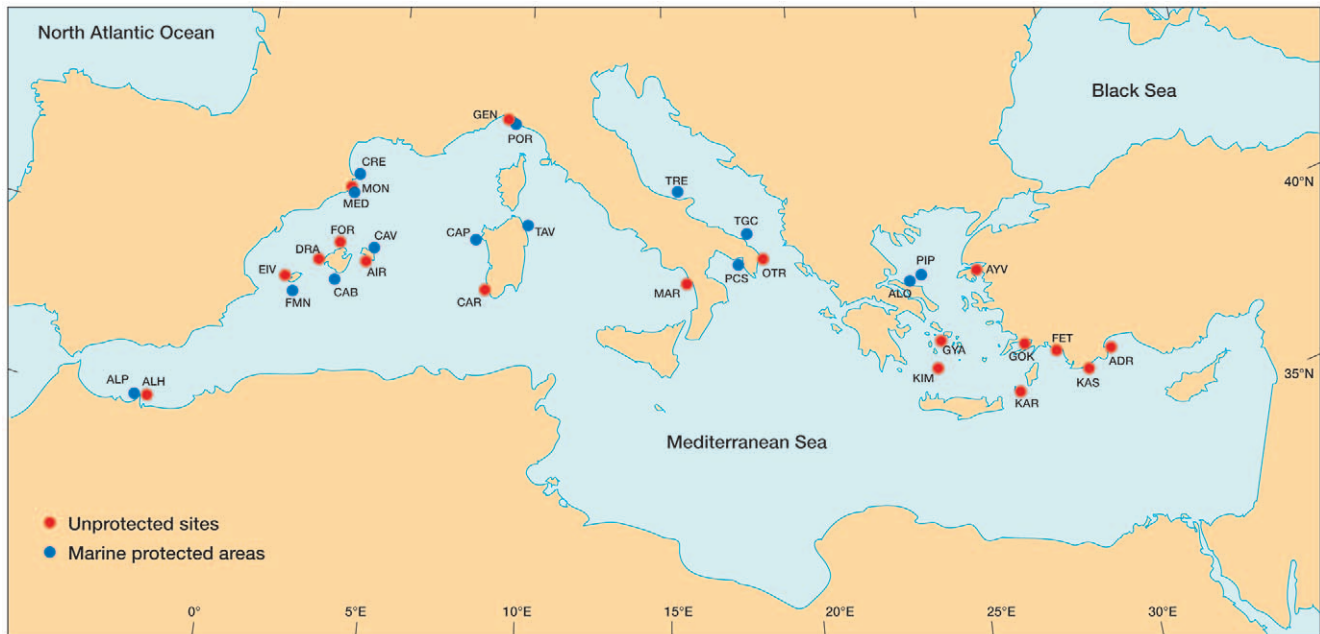 North Atlantic Ocean
Black Sea
GEN
POR
CRE
MON
MED
TRE
40°N
FOR
CAV
DRA
AIR
EIV
FMN
CAB
CAP
TAV
CAR
TGC
PCS
OTR
MAR
PIP
AYV
ALO
GYA
GOK
FET
ADR
KIM
KAS
KAR
35°N
ALP
ALH
Mediterranean Sea
Unprotected sites
Marine protected areas
0°
5°E
10°E
15°E
20°E
25°E
30°E